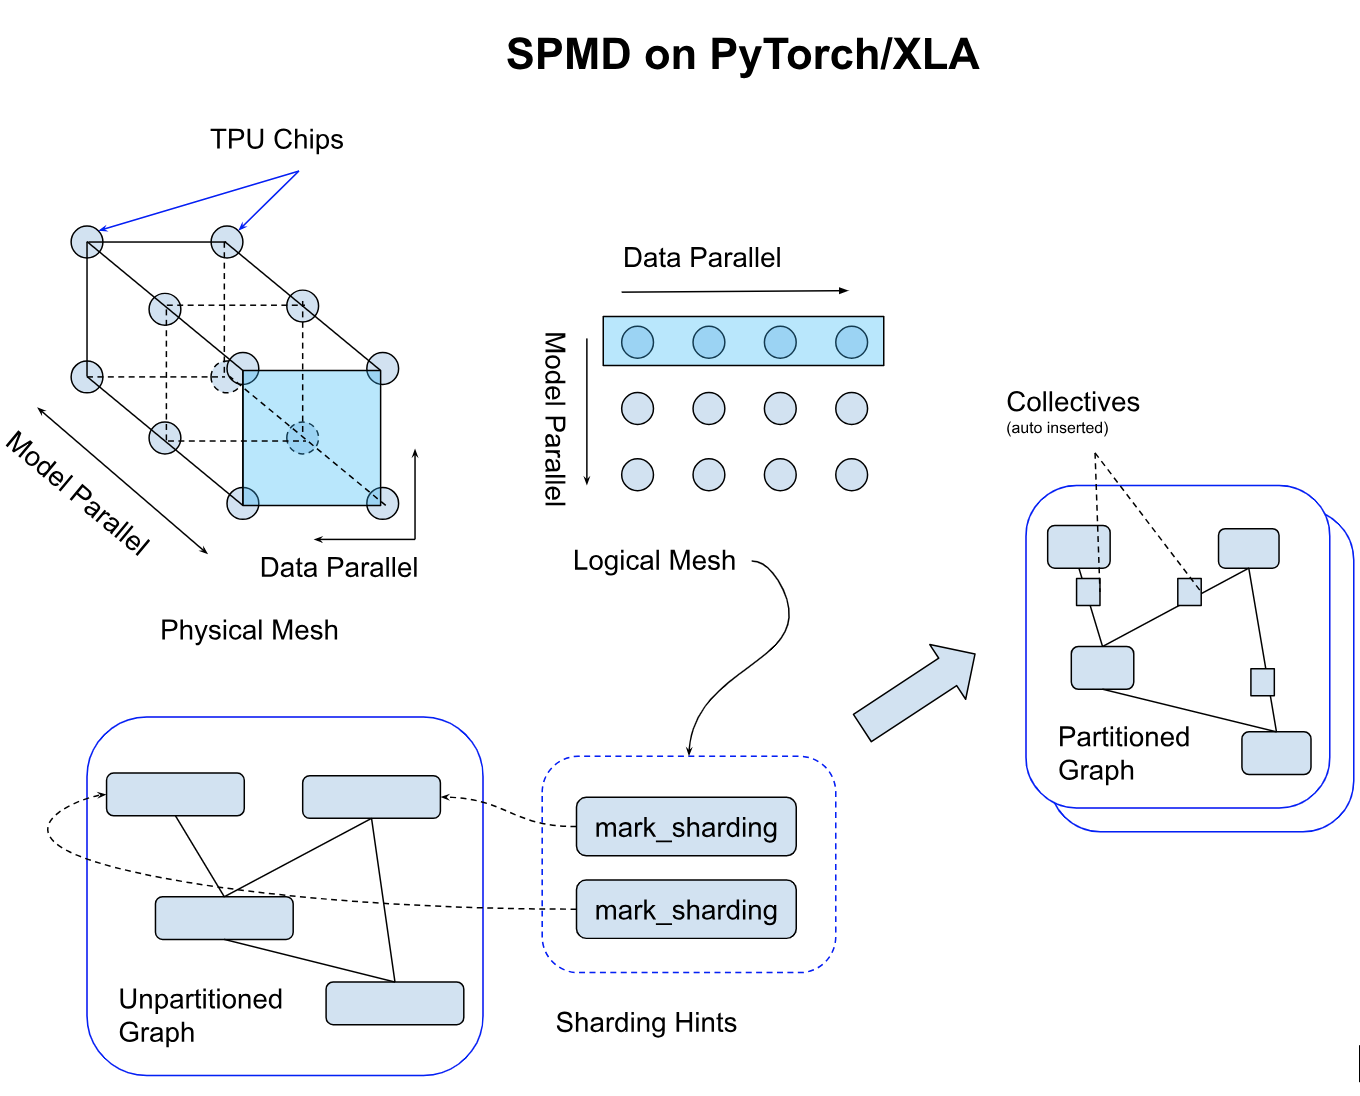 SPMD on PyTorch/XLA
TPU Chips
Model Parallel
Data Parallel
Physical Mesh
Data Parallel
Model Parallel
Logical Mesh
Collectives
(auto inserted)
Partitioned
Graph
Unpartitioned
Graph
mark_sharding
mark_sharding
Sharding Hints